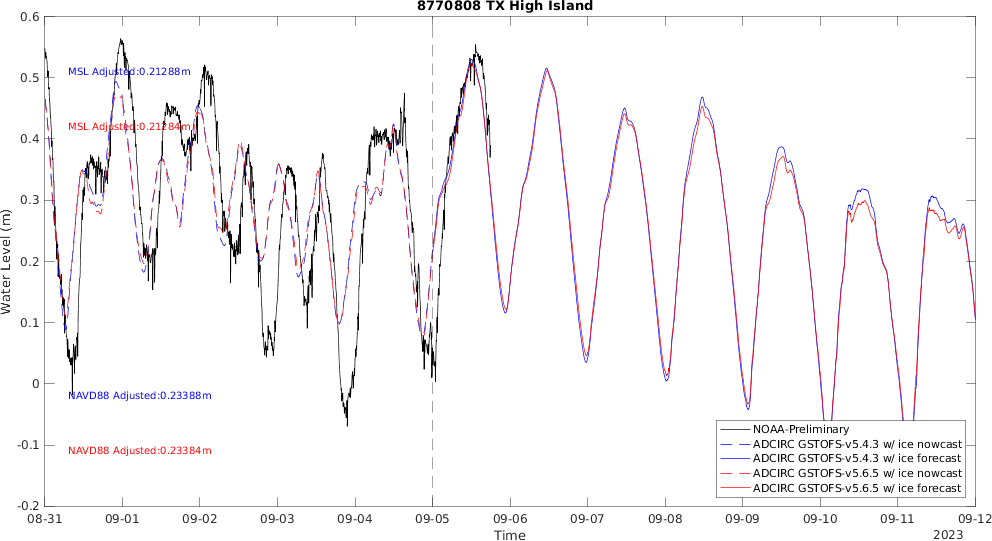 8770808 TX High Island
0.6
0.5
0.4
0.3
0.2
0.1
0
-0.1
-0.2
Water Level (m)
MSL Adjusted:0.21288m
MSL Adjusted:0.21284m
NAVD88 Adjusted:0.23388m
NAVD88 Adjusted:0.23384m
NOAA-Preliminary
ADCIRC GSTOFS-v5.4.3 w/ ice nowcast
ADCIRC GSTOFS-v5.4.3 w/ ice forecast
ADCIRC GSTOFS-v5.6.5 w/ ice nowcast
ADCIRC GSTOFS-v5.6.5 w/ ice forecast
08-31 09-01 09-02 09-03 09-04 09-05 09-06 09-07 09-08 09-09 09-10 09-11 09-12
Time
2023